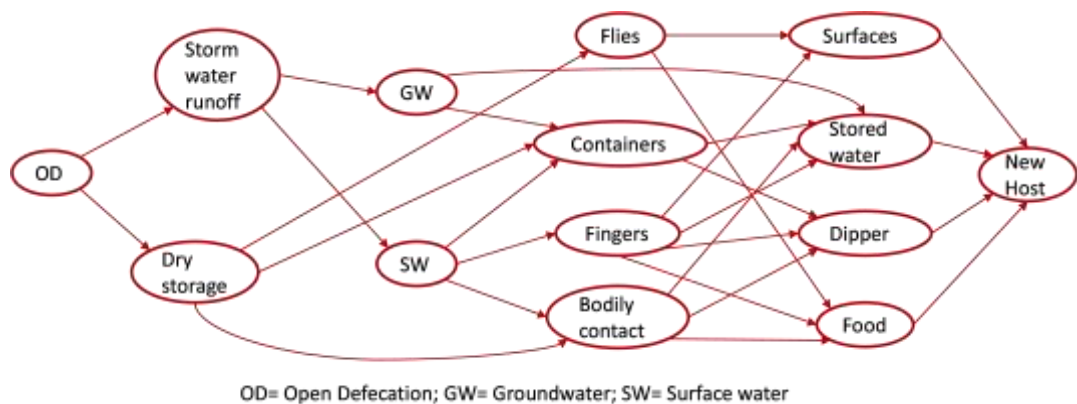 Flies
Surfaces
Storm
water
runoff
GW
Stored
water
Containers
OD
New
Host
Fingers
Dipper
Dry
storage
SW
Bodily
contact
Food
OD= Open Defecation; GW= Groundwater; SW= Surface water